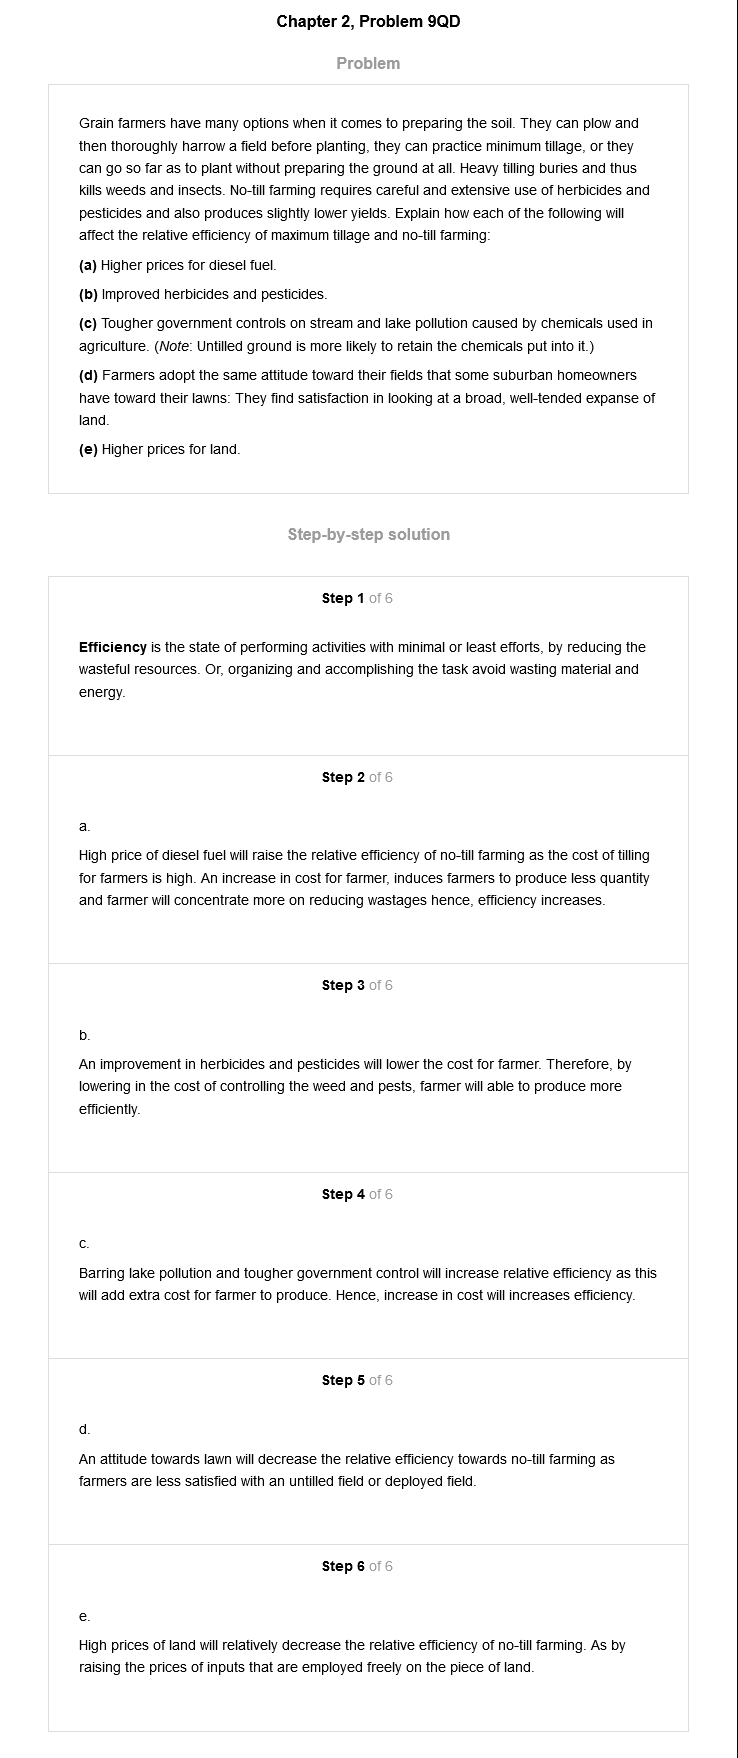 Chapter 2, Problem 9QD
Problem
Grain farmers have many options when it comes to preparing the soil. They can plow and
then thoroughly harrow a field before planting, they can practice minimum tillage, or they
can go so far as to plant without preparing the ground at all. Heavy tilling buries and thus
kills weeds and insects. No-till farming requires careful and extensive use of herbicides and
pesticides and also produces slightly lower yields. Explain how each of the following will
affect the relative efficiency of maximum tillage and no-till farming:
(a) Higher prices for diesel fuel.
(b) Improved herbicides and pesticides.
(c) Tougher government controls on stream and lake pollution caused by chemicals used in
agriculture. (Note: Untilled ground is more likely to retain the chemicals put into it.)
(d) Farmers adopt the same attitude toward their fields that some suburban homeowners
have toward their lawns: They find satisfaction in looking at a broad, well-tended expanse of
land.
(e) Higher prices for land.
Step-by-step solution
Step 1 of 6
Efficiency is the state of performing activities with minimal or least efforts, by reducing the
wasteful resources. Or, organizing and accomplishing the task avoid wasting material and
energy.
Step 2 of 6
a.
High price of diesel fuel will raise the relative efficiency of no-till farming as the cost of tilling
for farmers is high. An increase in cost for farmer, induces farmers to produce less quantity
and farmer will concentrate more on reducing wastages hence, efficiency increases.
Step 3 of 6
b.
An improvement in herbicides and pesticides will lower the cost for farmer. Therefore, by
lowering in the cost of controlling the weed and pests, farmer will able to produce more
efficiently.
Step 4 of 6
c.
Barring lake pollution and tougher government control will increase relative efficiency as this
will add extra cost for farmer to produce. Hence, increase in cost will increases efficiency.
Step 5 of 6
d.
An attitude towards lawn will decrease the relative efficiency towards no-till farming as
farmers are less satisfied with an untilled field or deployed field.
Step 6 of 6
e.
High prices of land will relatively decrease the relative efficiency of no-till farming. As by
raising the prices of inputs that are employed freely on the piece of land.